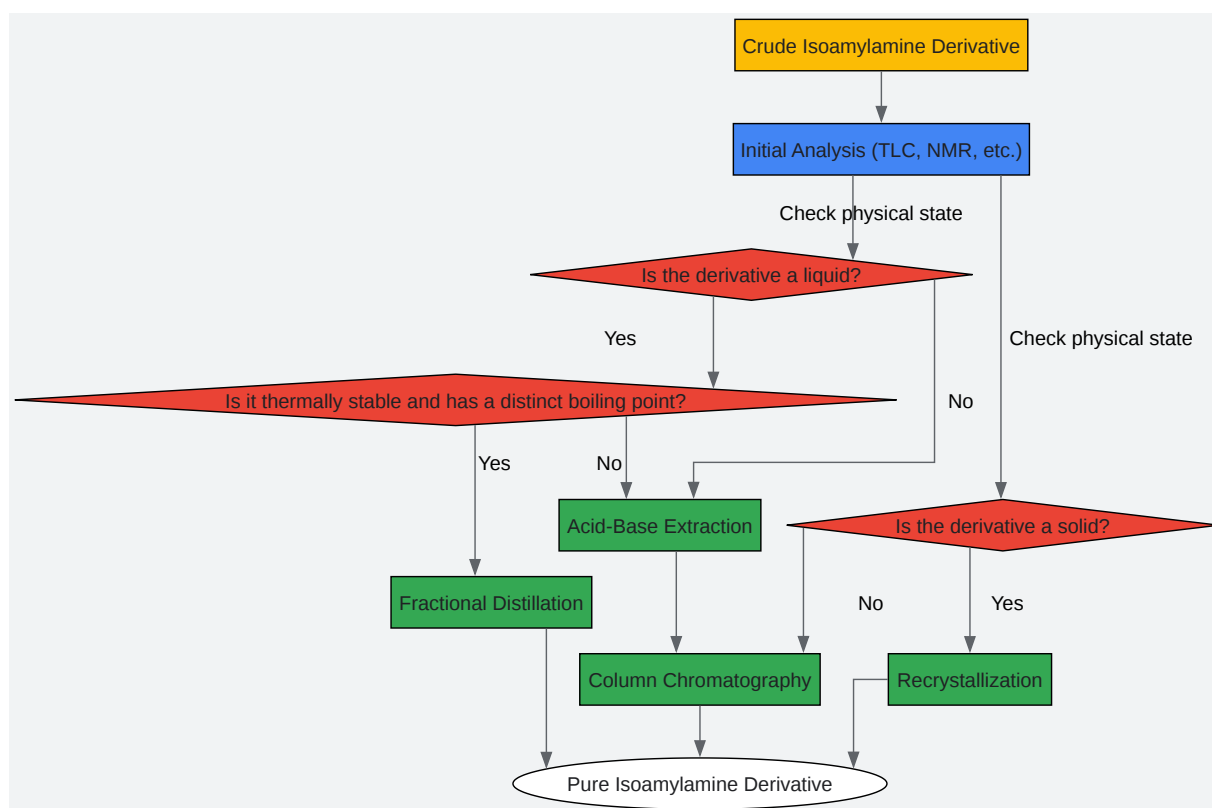 Crude Isoamylamine Derivative
Initial Analysis (TLC, NMR, etc.)
Check physical state
Is the derivative a liquid?
Yes
Check physical state
Is it thermally stable and has a distinct boiling point?
No
Yes
No
Acid-Base Extraction
Is the derivative a solid?
Fractional Distillation
No
Yes
Column Chromatography
Recrystallization
Pure Isoamylamine Derivative